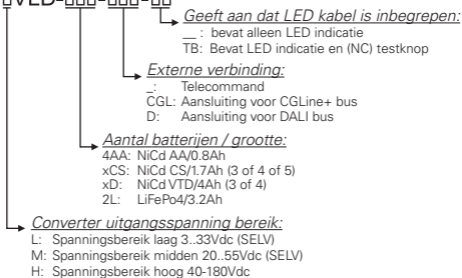 VLED-
Geeft aan dat LED kabel is inbegrepen:
__ : bevat alleen LED indicatie
TB: Bevat LED indicatie en (NC) testknop
Externe verbinding:
_: Telecommand
CGL: Aansluiting voor CGLine+ bus
D: Aansluiting voor DALI bus
Aantal batterijen / grootte:
4AA: NiCd AA/0.8Ah
xCS: NiCd CS/1.7Ah (3 of 4 of 5)
xD: NiCd VTD/4Ah (3 of 4)
2L: LiFePo4/3.2Ah
Converter uitgangsspanning bereik:
L: Spanningsbereik laag 3..33Vdc (SELV)
M: Spanningsbereik midden 20..55Vdc (SELV)
H: Spanningsbereik hoog 40-180Vdc